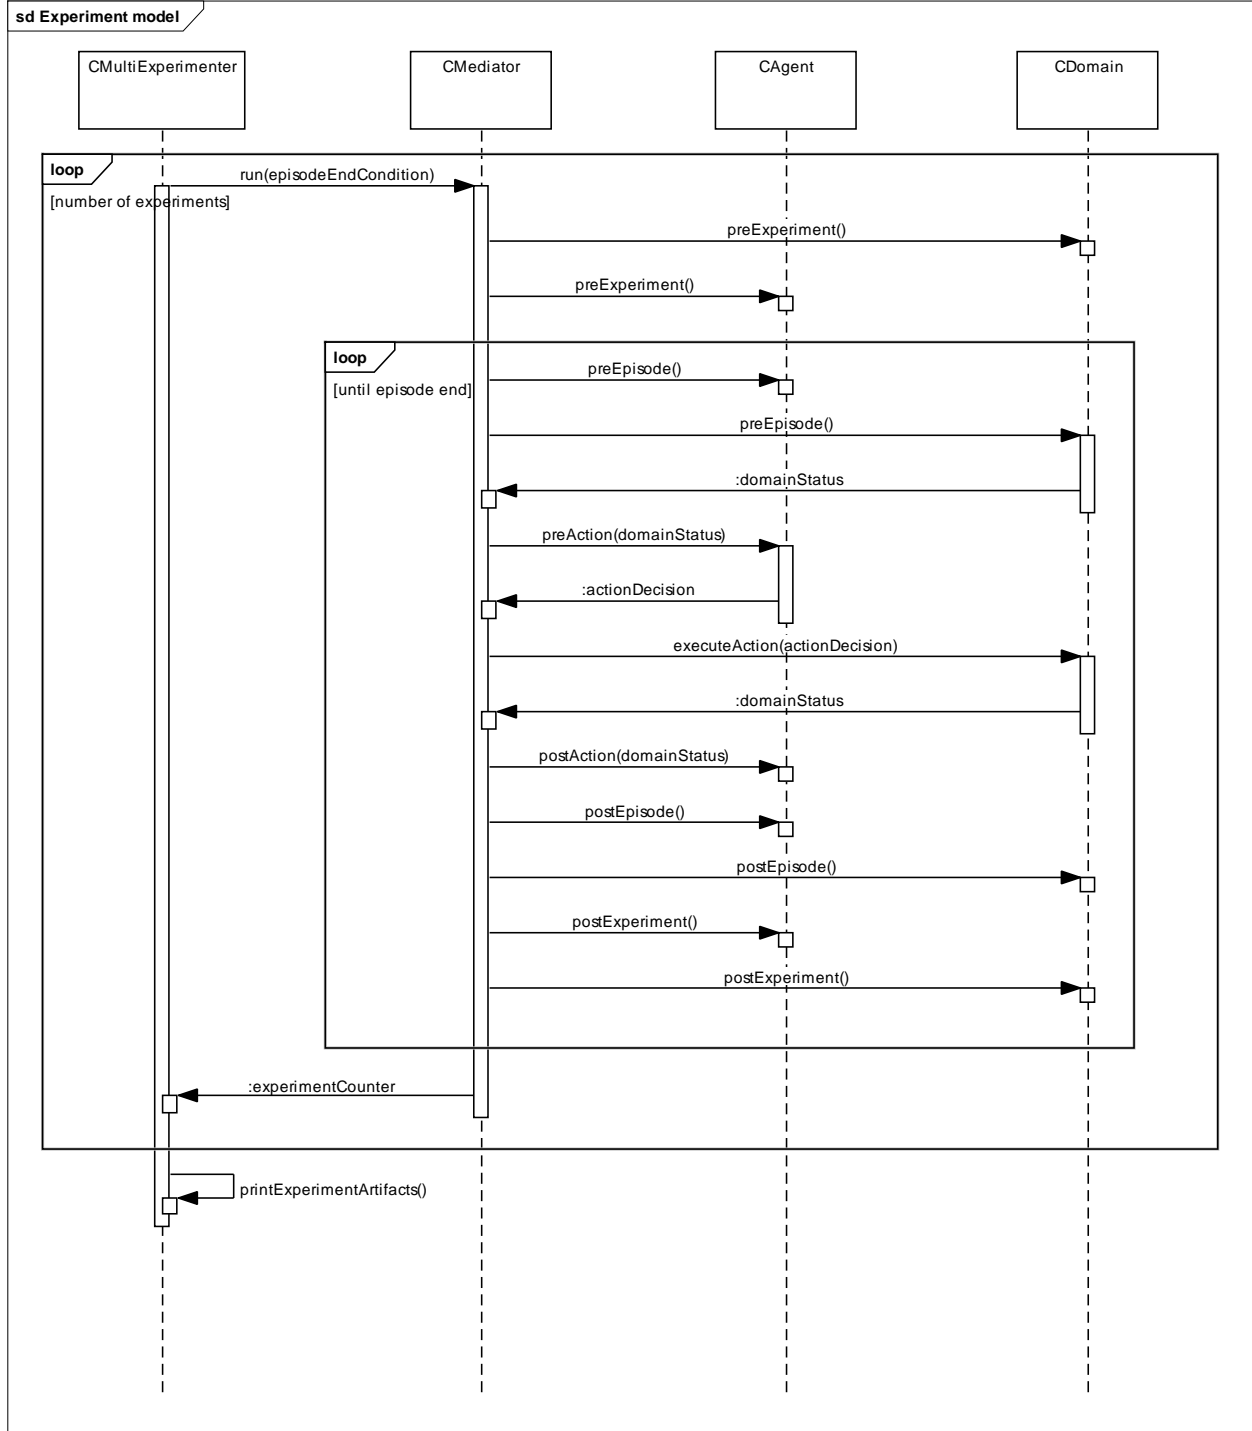 sd Experiment model
CMultiExperimenter
CMediator
CAgent
CDomain
loop
run(episodeEndCondition)
[number of experiments]
preExperiment()
preExperiment()
loop
preEpisode()
[until episode end]
preEpisode()
:domainStatus
preAction(domainStatus)
:actionDecision
executeAction(actionDecision)
:domainStatus
postAction(domainStatus)
postEpisode()
postEpisode()
postExperiment()
postExperiment()
:experimentCounter
printExperimentArtifacts()